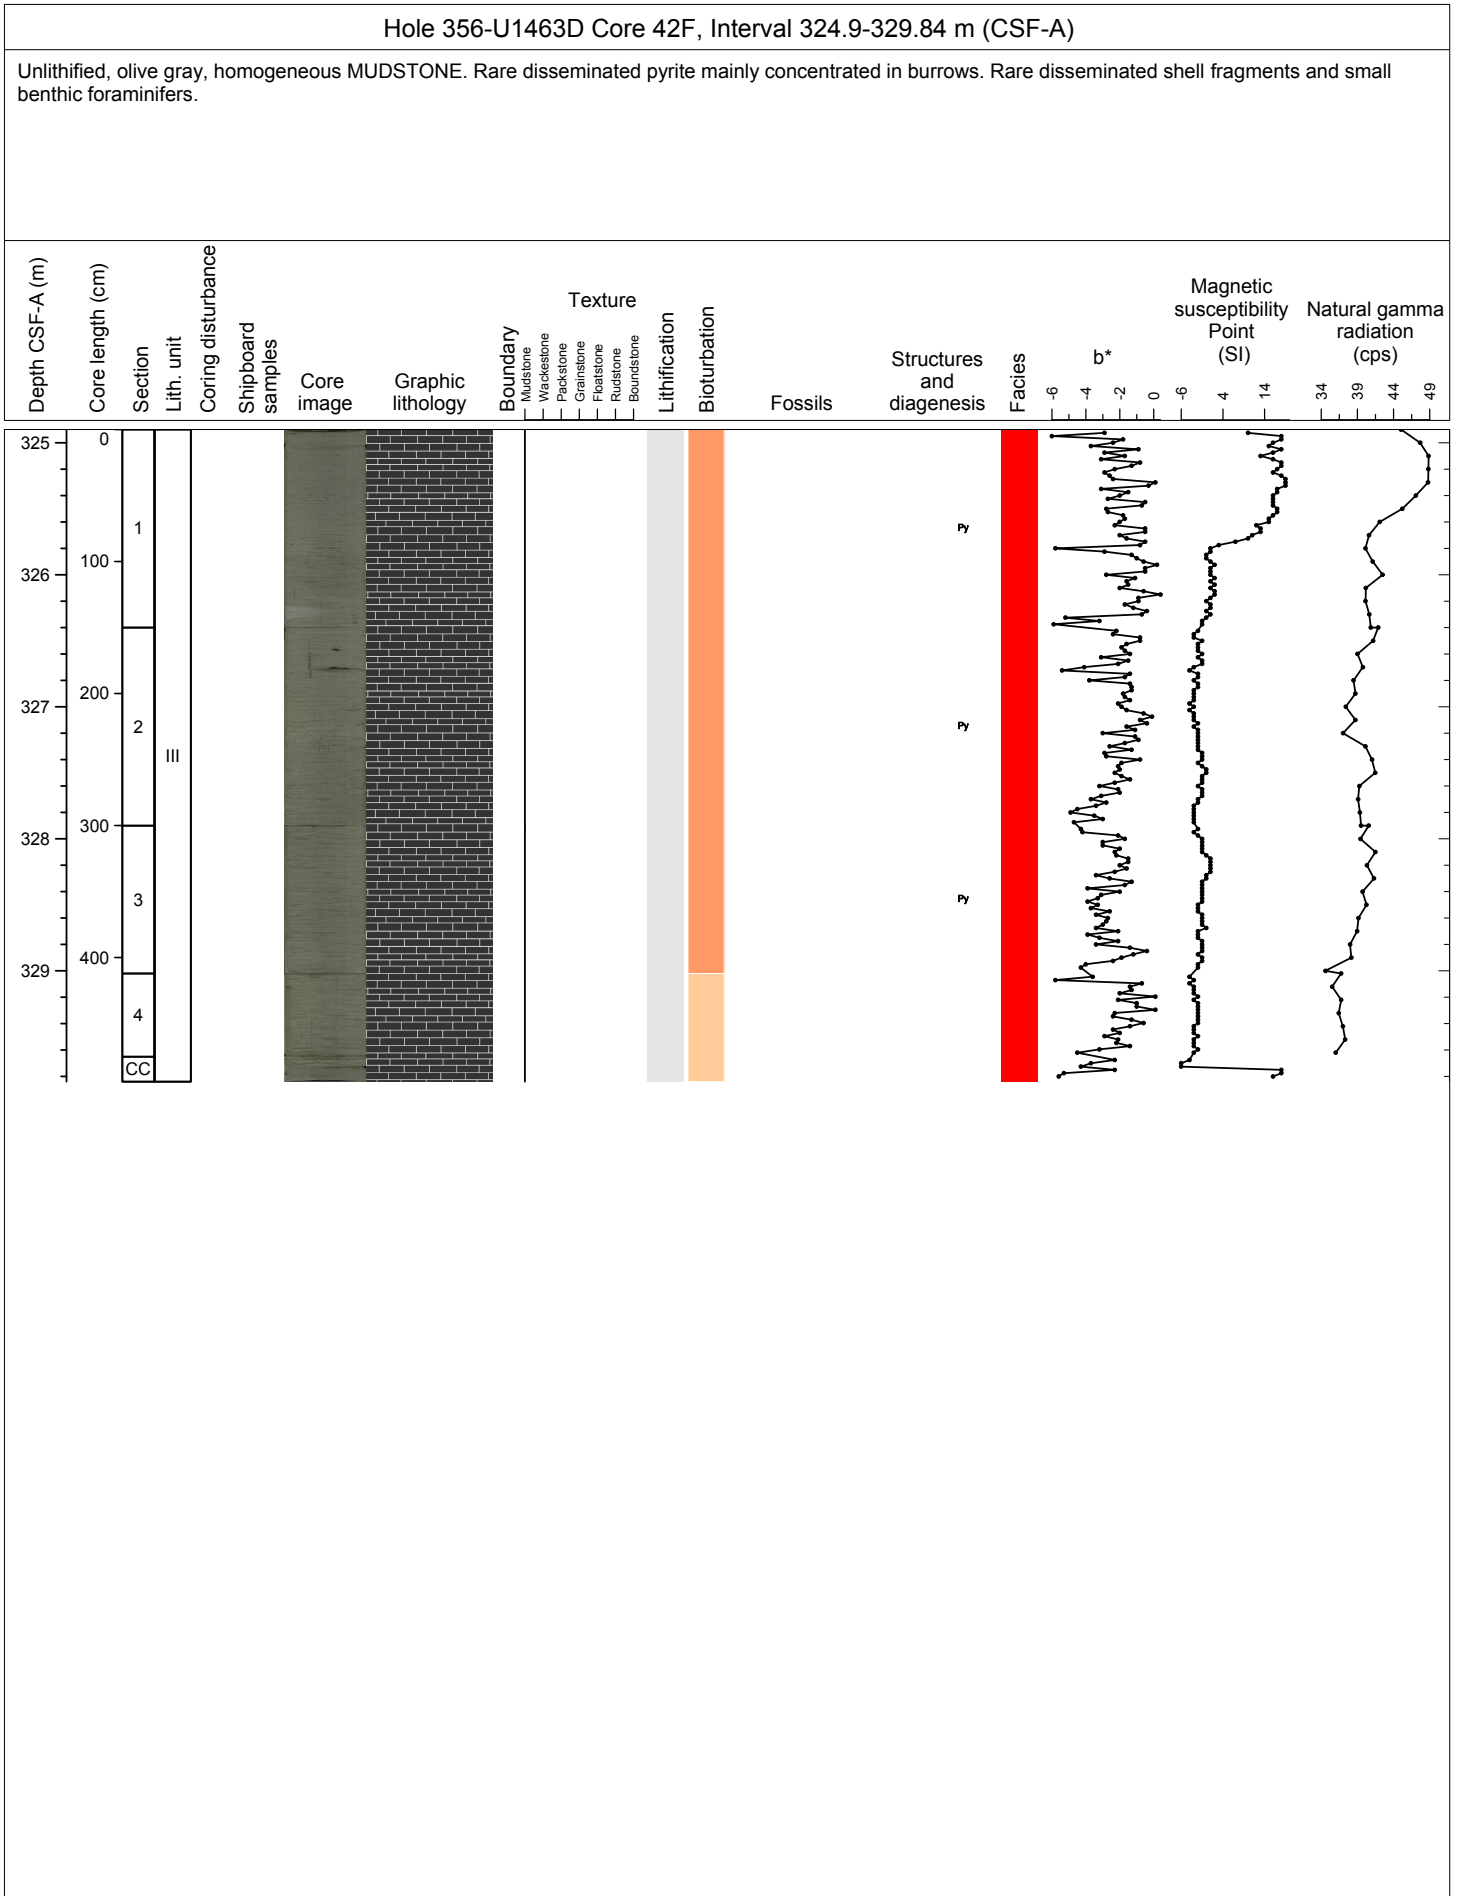 Hole 356-U1463D Core 42F, Interval 324.9-329.84 m (CSF-A)
Unlithified, olive gray, homogeneous MUDSTONE. Rare disseminated pyrite mainly concentrated in burrows. Rare disseminated shell fragments and small
benthic foraminifers.
Depth CSF-A (m)
Core length (cm)
Section
Lith. unit
Coring disturbance
Shipboard
samples
Core
image
Graphic
lithology
Boundary
Texture
Mudstone
Wackestone
Packstone
Grainstone
Floatstone
Rudstone
Boundstone
Lithification
Bioturbation
Fossils
Structures
and
diagenesis
Facies
b*
-6
-4
-2
0
Magnetic
susceptibility
Point
(SI)
-6
4
14
Natural gamma
radiation
(cps)
34
39
44
49
325
326
327
328
329
0
100
200
300
400
1
2
3
4
CC
III
Py
Py
Py